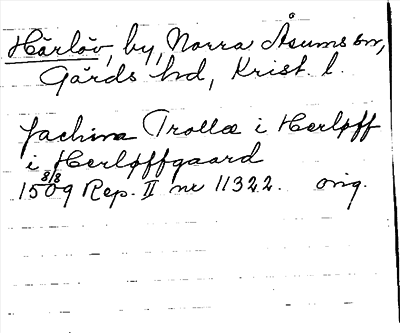 Härlöv, by, Norra Åsums sn,
Gärds hd, Krist. l.
Jachim Trolle i Herløff
i Herløffgaard
1509 8/8 Rep. II nr 11322. orig.